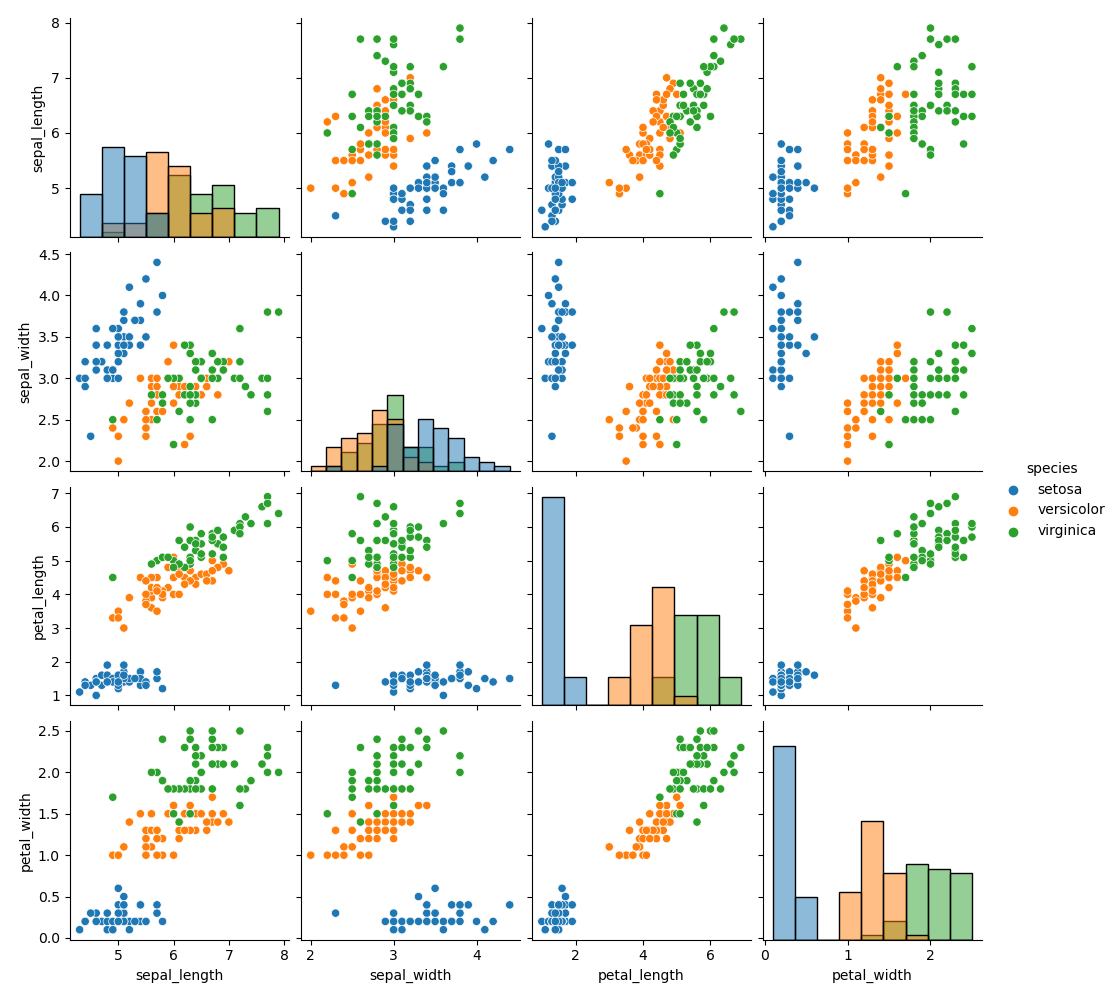 8
7
6
5
sepal_length
4.5
4.0
3.5
3.0
2.5
2.0
sepal_width
species
setosa
versicolor
virginica
7
6
5
4
3
2
1
petal_length
2.5
2.0
1.5
1.0
0.5
0.0
petal_width
5 6 7 8
2 3 4
2 4 6
0 1 2
sepal_length
sepal_width
petal_length
petal_width